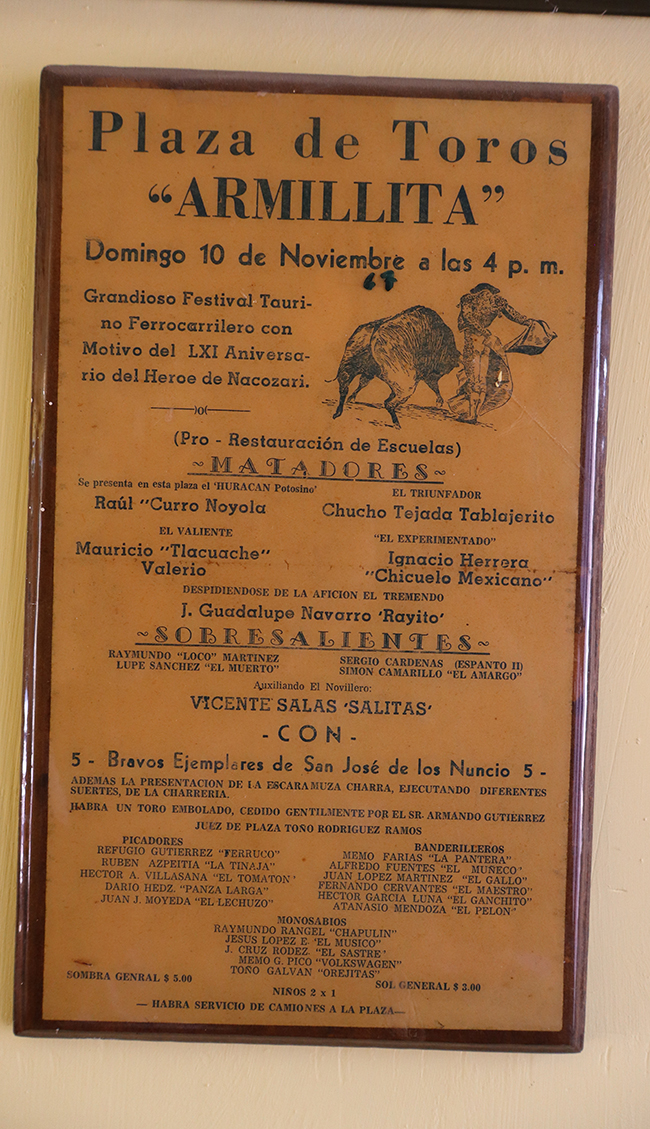 Plaza de Toros
"ARMILLITA"
Domingo 10 de Noviembre a las 4 p. m.
Grandioso Festival Tauri-
no Ferrocarrilero con
Motivo del LXI Aniversa-
rio del Heroe de Nacozari.
(Pro - Restauración de Escuelas)
~MATADORES~
Se presenta en esta plaza el 'HURACAN Potosino'
Raúl "Curro Noyola
EL TRIUNFADOR
Chucho Tejada Tablajerito
EL VALIENTE
Mauricio "Tlacuache"
Valerio
"EL EXPERIMENTADO"
Ignacio Herrera
"Chicuelo Mexicano"
DESPIDIENDOSE DE LA AFICION EL TREMENDO
J. Guadalupe Navarro 'Rayito'
~SOBRESALIENTES~
RAYMUNDO "LOCO" MARTINEZ
LUPE SANCHEZ "EL MUERTO"
SERGIO CARDENAS (ESPANTO II)
SIMON CAMARILLO "EL AMARGO"
Auxiliando El Novillero:
VICENTE SALAS 'SALITAS'
- CON -
5 - Bravos Ejemplares de San José de los Nuncio 5 -
ADEMAS LA PRESENTACION DE LA ESCARAMUZA CHARRA, EJECUTANDO DIFERENTES
SUERTES, DE LA CHARRERIA.
HABRA UN TORO EMBOLADO, CEDIDO GENTILMENTE POR EL SR. ARMANDO GUTIERREZ
JUEZ DE PLAZA TOÑO RODRIGUEZ RAMOS
PICADORES
REFUGIO GUTIERREZ "FERRUCO"
RUBEN AZPEITIA "LA TINAJA"
HECTOR A. VILLASANA "EL TOMATON"
DARIO HEDZ. "PANZA LARGA"
JUAN J. MOYEDA "EL LECHUZO"
BANDERILLEROS
MEMO FARIAS "LA PANTERA"
ALFREDO FUENTES "EL MUÑECO"
JUAN LOPEZ MARTINEZ "EL GALLO"
FERNANDO CERVANTES "EL MAESTRO"
HECTOR GARCIA LUNA "EL GANCHITO"
ATANASIO MENDOZA "EL PELON"
MONOSABIOS
RAYMUNDO RANGEL "CHAPULIN"
JESUS LOPEZ E. 'EL MUSICO"
J. CRUZ RODEZ. "EL SASTRE'
MEMO G. PICO "VOLKSWAGEN"
TOÑO GALVAN "OREJITAS"
SOMBRA GENRAL $ 5.00
SOL GENERAL $ 3.00
NIÑOS 2 x 1
— HABRA SERVICIO DE CAMIONES A LA PLAZA—